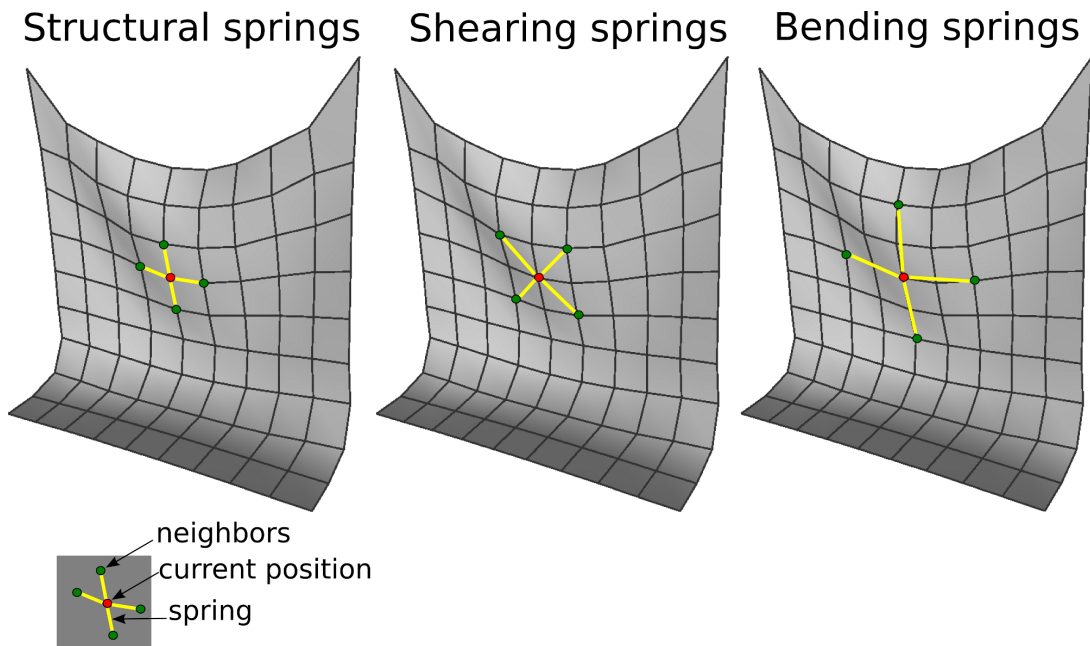 Structural springs
Shearing springs
Bending springs
neighbors
current position
spring